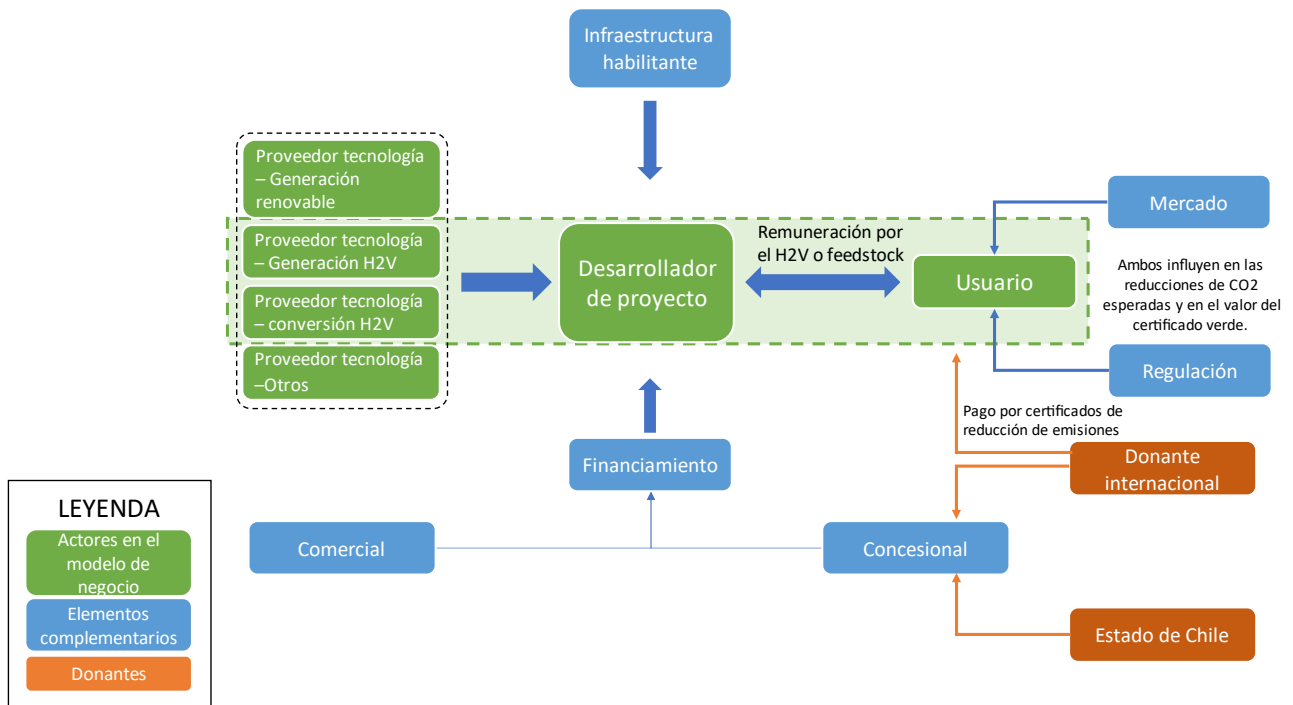 Infraestructura
habilitante
Proveedor tecnología
– Generación
renovable
Proveedor tecnología
– Generación H2V
Proveedor tecnología
– conversión H2V
Proveedor tecnología
–Otros
Desarrollador
de proyecto
Remuneración por
el H2V o feedstock
Usuario
Mercado
Ambos influyen en las
reducciones de CO2
esperadas y en el valor del
certificado verde.
Regulación
Pago por certificados de
reducción de emisiones
Donante
internacional
Financiamiento
Comercial
Concesional
Estado de Chile
LEYENDA
Actores en el
modelo de
negocio
Elementos
complementarios
Donantes